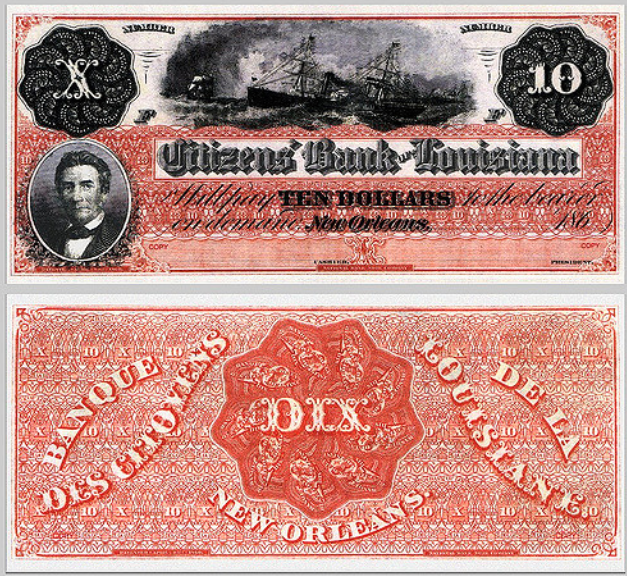 NUMBER NUMBER
X 10
F F
Citizens' Bank of Louisiana
Will pay TEN DOLLARS to the bearer
on demand New Orleans. 186
COPY COPY
CASHIER. PRESIDENT.
BANQUE DE LA
DES CITOYENS LOUISIANE.
DIX
NEW ORLEANS.
COPY COPY